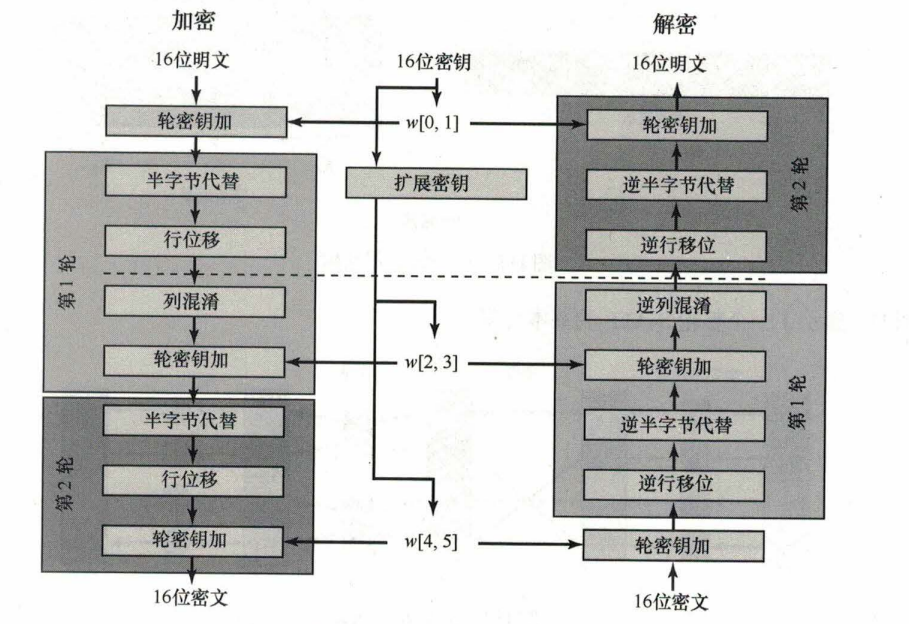 加密
16位明文
轮密钥加
第1轮
半字节代替
行位移
列混淆
轮密钥加
第2轮
半字节代替
行位移
轮密钥加
16位密文
16位密钥
w[0, 1]
扩展密钥
w[2, 3]
w[4, 5]
解密
16位明文
轮密钥加
逆半字节代替
逆行移位
第2轮
逆列混淆
轮密钥加
逆半字节代替
逆行移位
第1轮
轮密钥加
16位密文